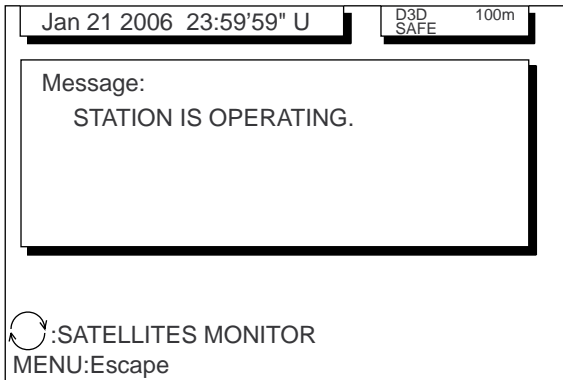 Jan 21 2006  23:59'59" U
D3D 100m
SAFE
Message:
STATION IS OPERATING.
:SATELLITES MONITOR
MENU:Escape